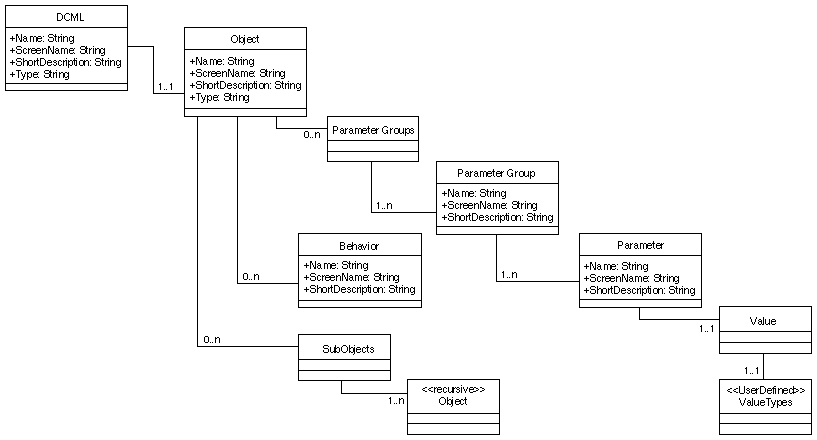 DCML
+Name: String
+ScreenName: String
+ShortDescription: String
+Type: String
1..1
Object
+Name: String
+ScreenName: String
+ShortDescription: String
+Type: String
0..n
Parameter Groups
1..n
Parameter Group
+Name: String
+ScreenName: String
+ShortDescription: String
1..n
Parameter
+Name: String
+ScreenName: String
+ShortDescription: String
1..1
Value
1..1
<<UserDefined>>
ValueTypes
0..n
Behavior
+Name: String
+ScreenName: String
+ShortDescription: String
0..n
SubObjects
1..n
<<recursive>>
Object